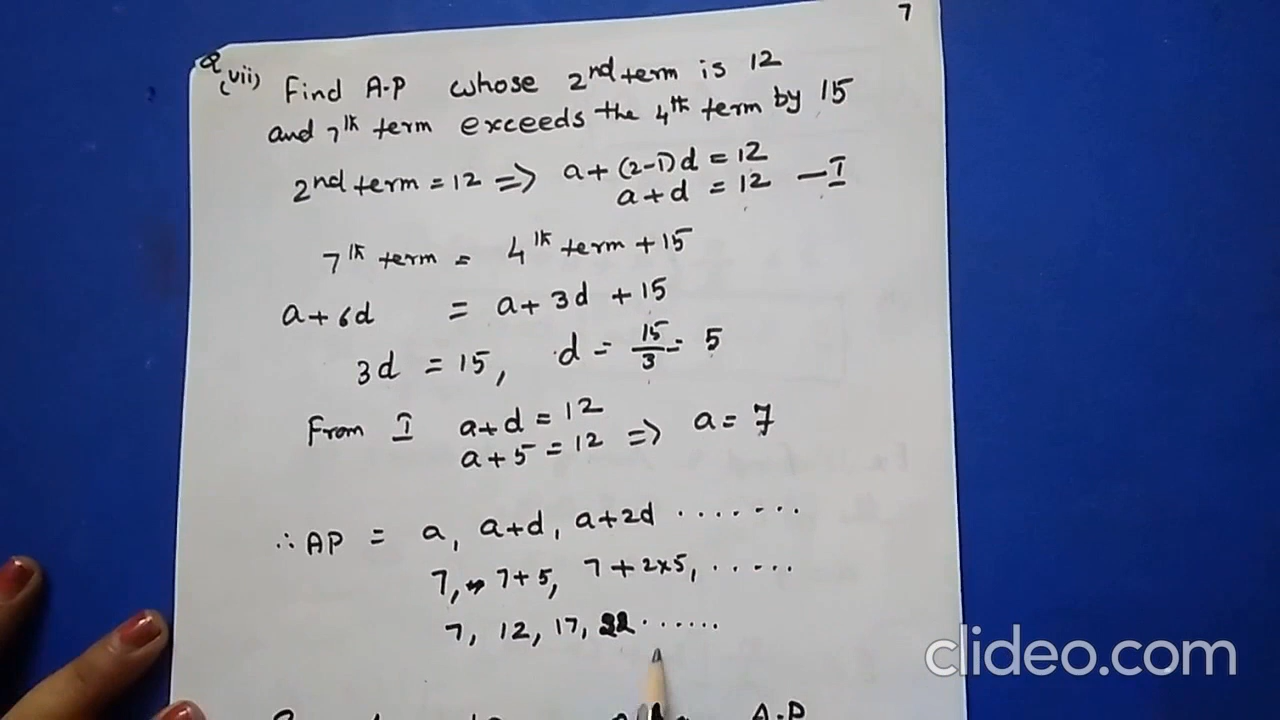 7
Q(vii) Find A.P whose 2nd term is 12
and 7th term exceeds the 4th term by 15
2nd term = 12 => a + (2-1)d = 12
a + d = 12 — I
7th term = 4th term + 15
a + 6d = a + 3d + 15
3d = 15, d = 15/3 = 5
From I a + d = 12
a + 5 = 12 => a = 7
∴ AP = a, a+d, a+2d .......
7, 7+5, 7+2×5, .....
7, 12, 17, 22 ......
A.P
clideo.com